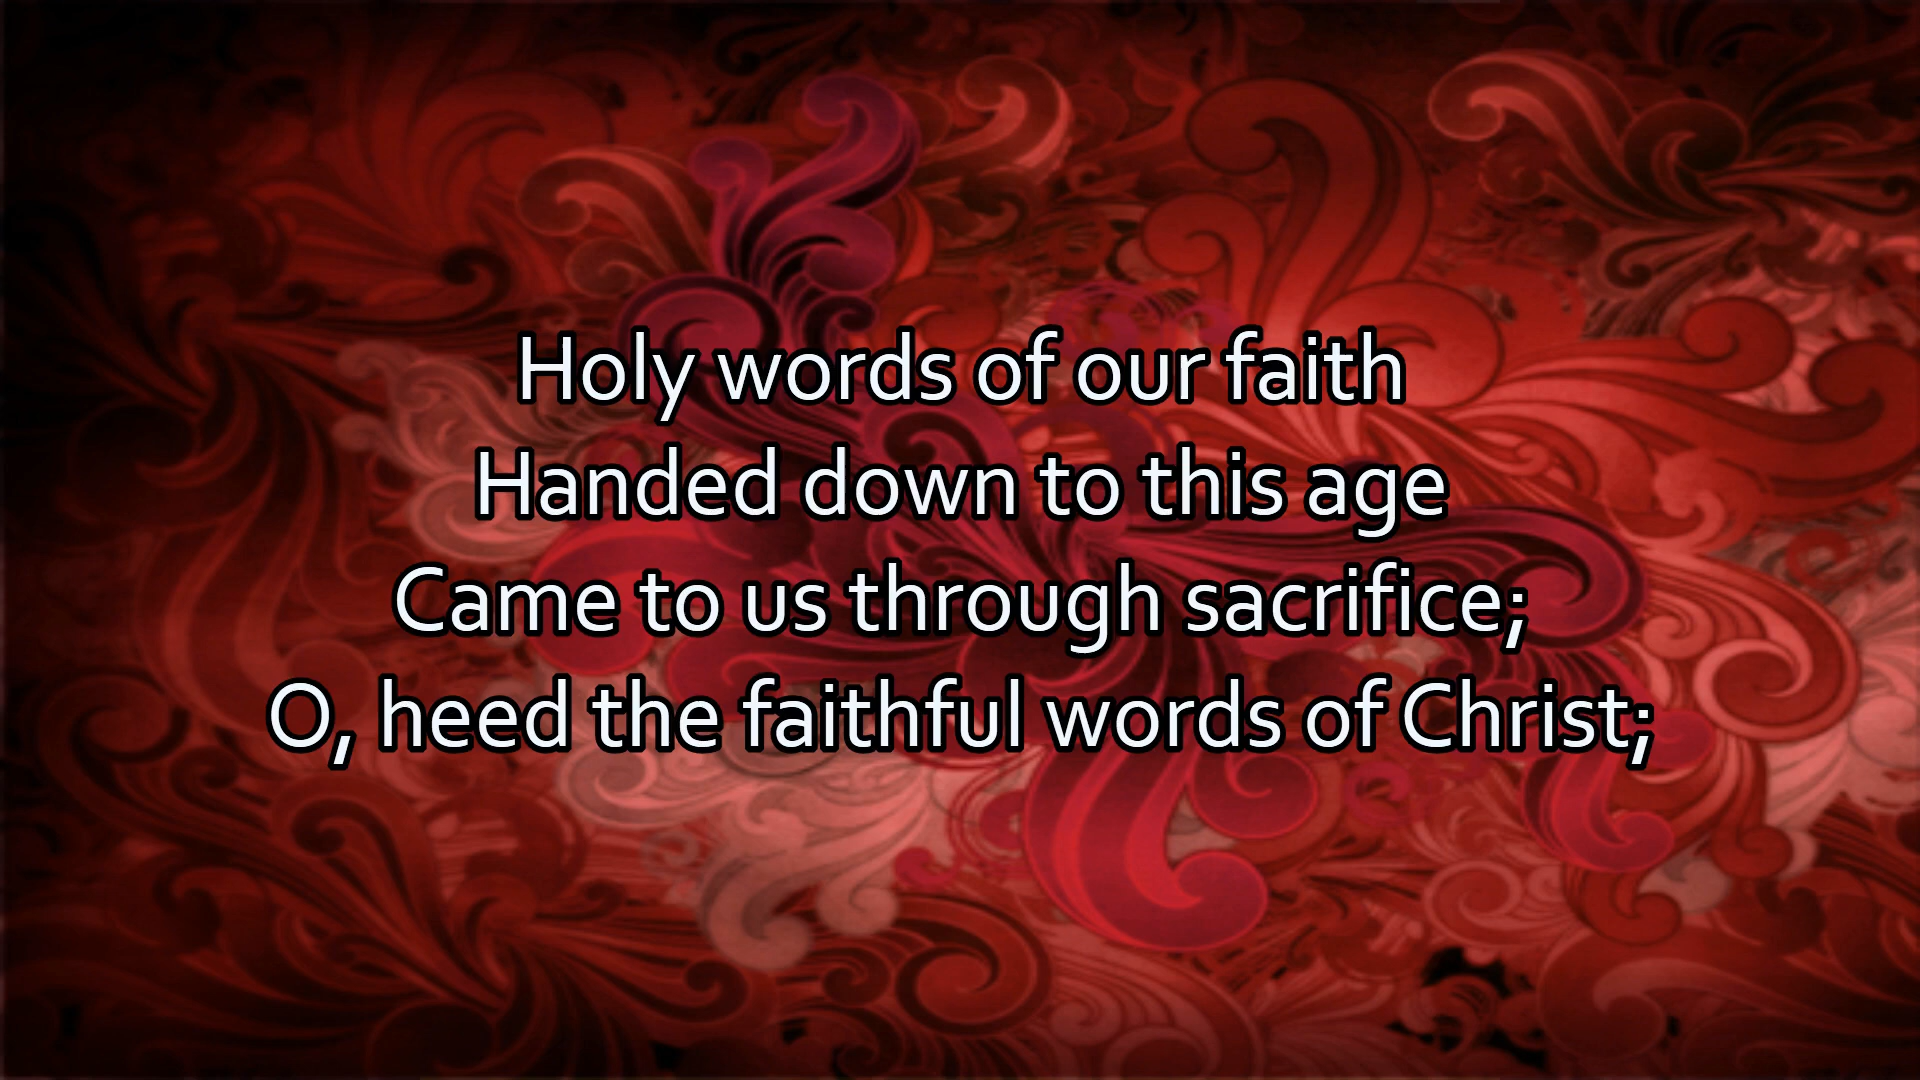 Holy words of our faith
Handed down to this age
Came to us through sacrifice;
O, heed the faithful words of Christ;